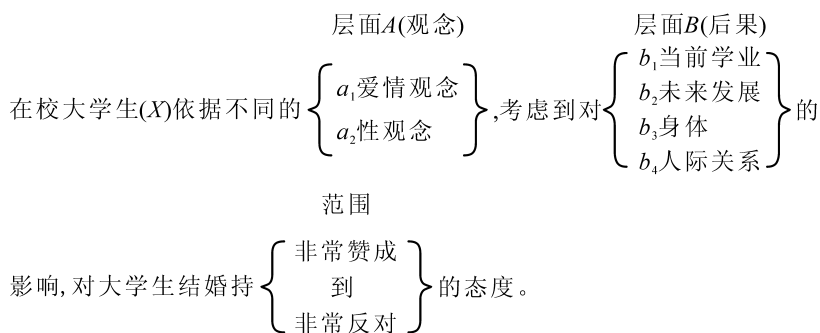 层面A(观念) 层面B(后果)
在校大学生(X)依据不同的{a₁爱情观念 a₂性观念},考虑到对{b₁当前学业 b₂未来发展 b₃身体 b₄人际关系}的
范围
影响,对大学生结婚持{非常赞成 到 非常反对}的态度。